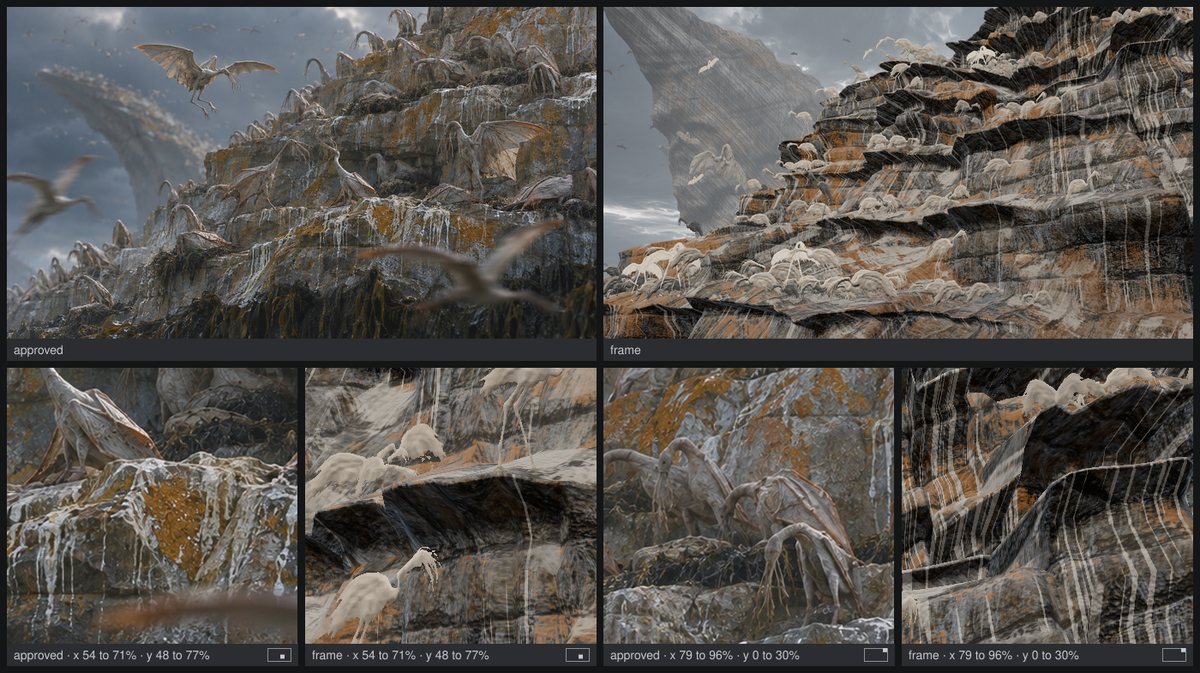 approved
frame
approved · x 54 to 71% · y 48 to 77%
frame · x 54 to 71% · y 48 to 77%
approved · x 79 to 96% · y 0 to 30%
frame · x 79 to 96% · y 0 to 30%